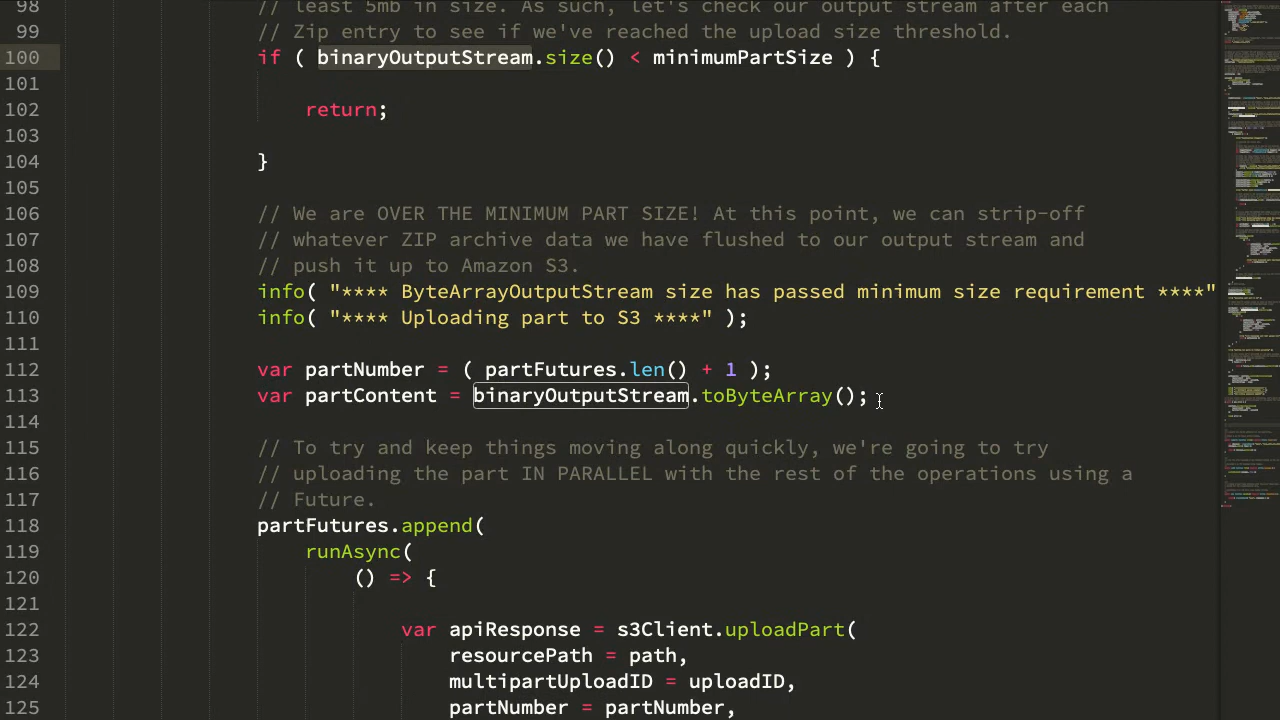 98 // least 5mb in size. As such, let's check our output stream after each
99 // Zip entry to see if we've reached the upload size threshold.
100 if ( binaryOutputStream.size() < minimumPartSize ) {
101
102 return;
103
104 }
105
106 // We are OVER THE MINIMUM PART SIZE! At this point, we can strip-off
107 // whatever ZIP archive data we have flushed to our output stream and
108 // push it up to Amazon S3.
109 info( "**** ByteArrayOutputStream size has passed minimum size requirement ****"
110 info( "**** Uploading part to S3 ****" );
111
112 var partNumber = ( partFutures.len() + 1 );
113 var partContent = binaryOutputStream.toByteArray();
114
115 // To try and keep things moving along quickly, we're going to try
116 // uploading the part IN PARALLEL with the rest of the operations using a
117 // Future.
118 partFutures.append(
119 runAsync(
120 () => {
121
122 var apiResponse = s3Client.uploadPart(
123 resourcePath = path,
124 multipartUploadID = uploadID,
125 partNumber = partNumber,